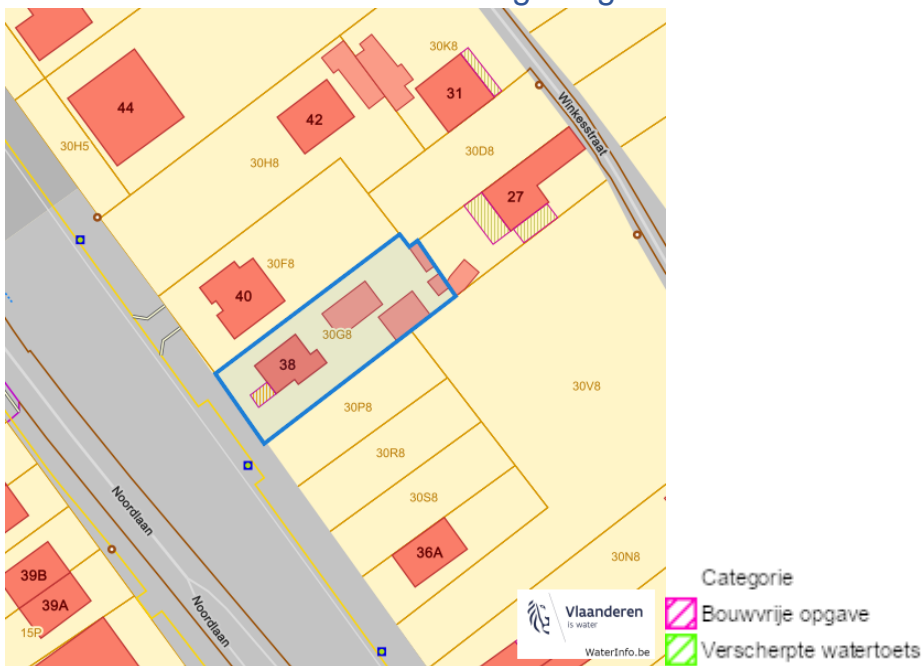 30K8
44
42
31
Winkesstraat
30H5
30H8
30D8
27
30F8
40
30G8
38
30V8
30P8
30R8
Noordlaan
30S8
36A
39B
39A
30N8
Noordlaan
15P
Vlaanderen
is water
WaterInfo.be
Categorie
Bouwvrije opgave
Verscherpte watertoets